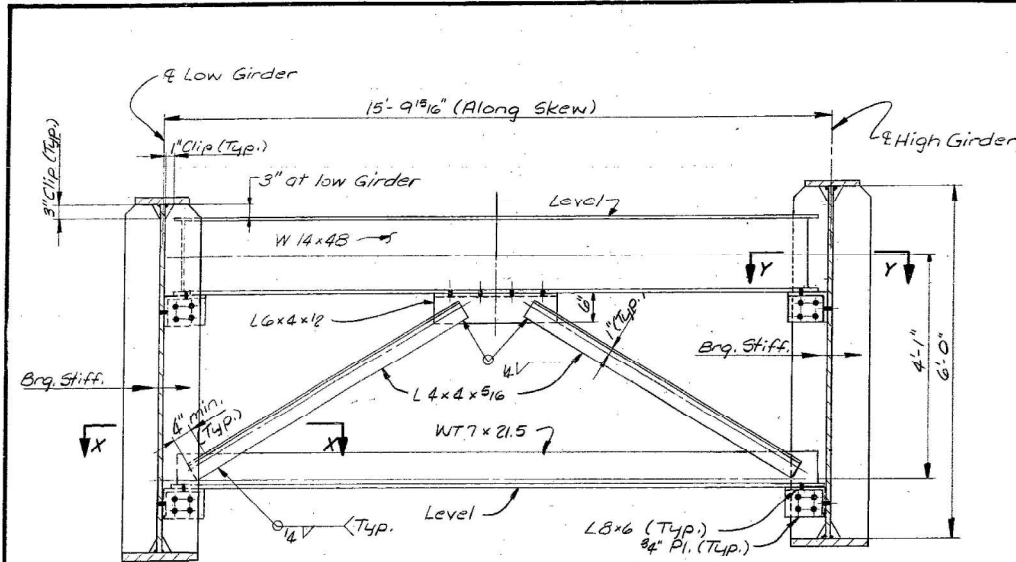 ℄ Low Girder
15'-9 15/16" (Along Skew)
℄ High Girder
1" Clip (Typ.)
3" Clip (Typ.)
3" at low Girder
Level
W 14×48
Y Y
L6×4×1/2
6"
1" (Typ.)
1/4
Brg. Stiff.
Brg. Stiff.
4'-1"
6'-0"
L 4×4×5/16
4" min.
(Typ.)
X X
WT 7×21.5
Level
1/4 (Typ.
L8×6 (Typ.)
3/4" Pl. (Typ.)